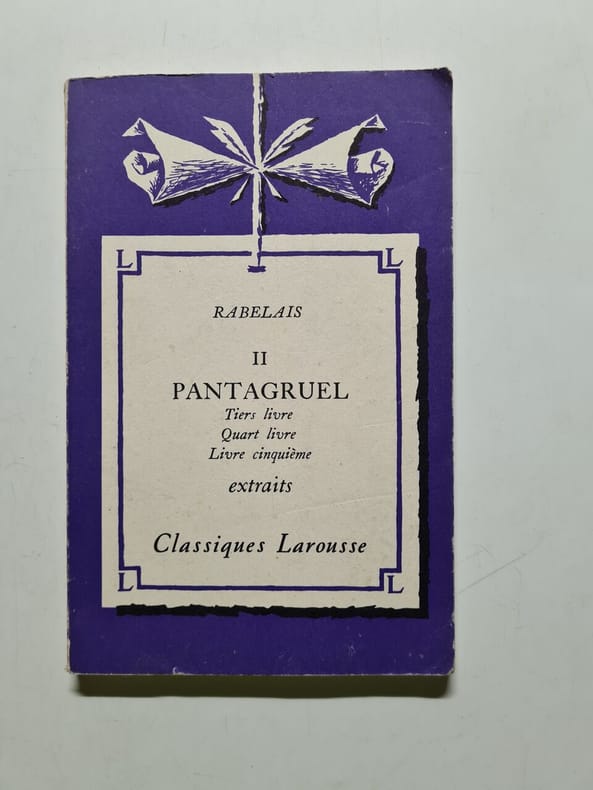 L L
RABELAIS
II
PANTAGRUEL
Tiers livre
Quart livre
Livre cinquième
extraits
Classiques Larousse
L L